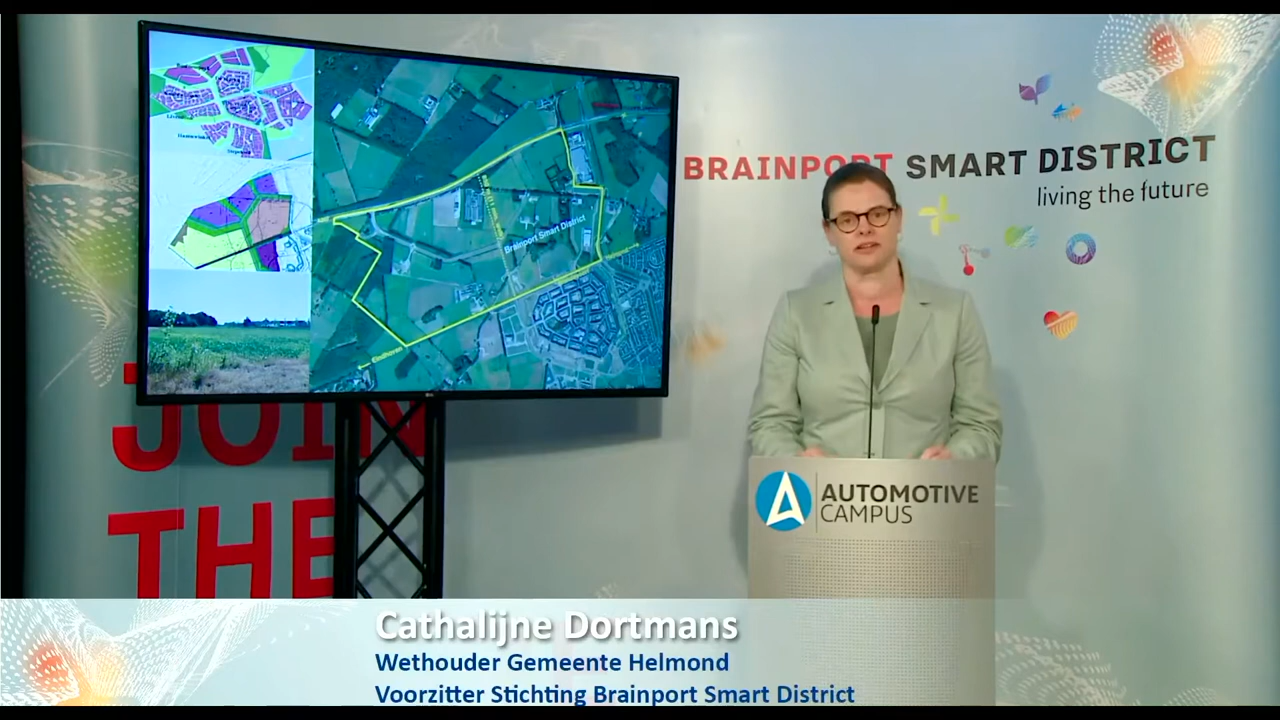 BRAINPORT SMART DISTRICT
living the future
Brainport Smart District
Eindhoven
JOIN
THE
AUTOMOTIVE
CAMPUS
Cathalijne Dortmans
Wethouder Gemeente Helmond
Voorzitter Stichting Brainport Smart District